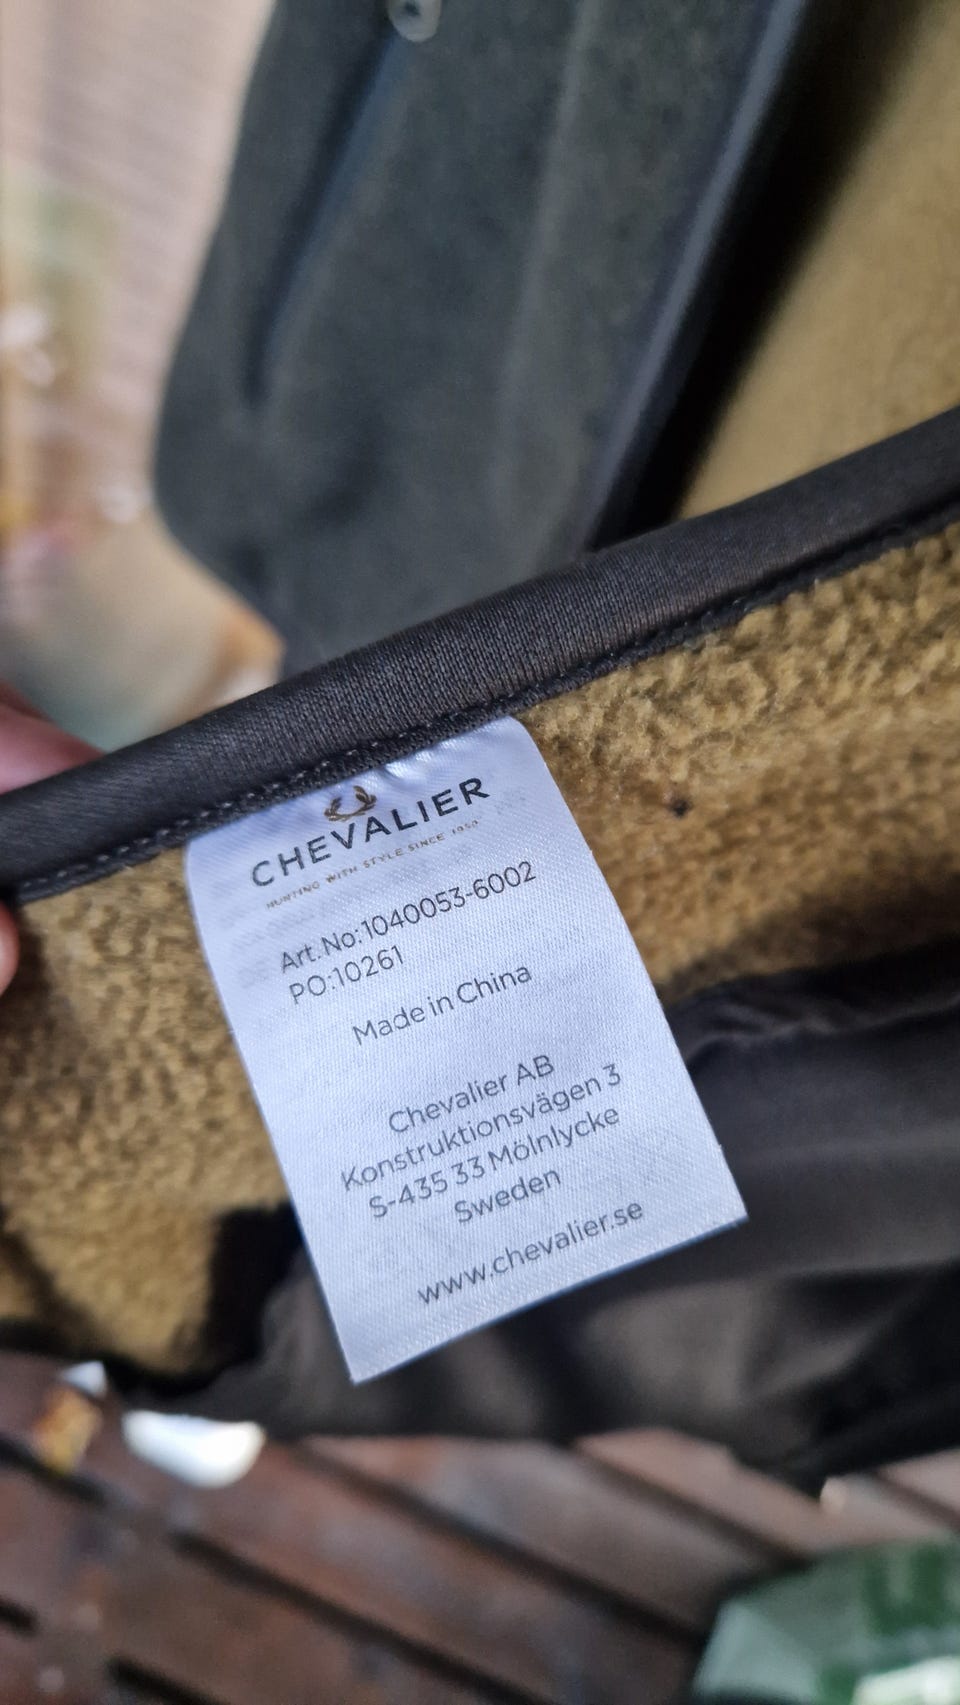 CHEVALIER
HUNTING WITH STYLE SINCE 1950
Art.No:1040053-6002
PO:10261
Made in China
Chevalier AB
Konstruktionsvägen 3
S-435 33 Mölnlycke
Sweden
www.chevalier.se